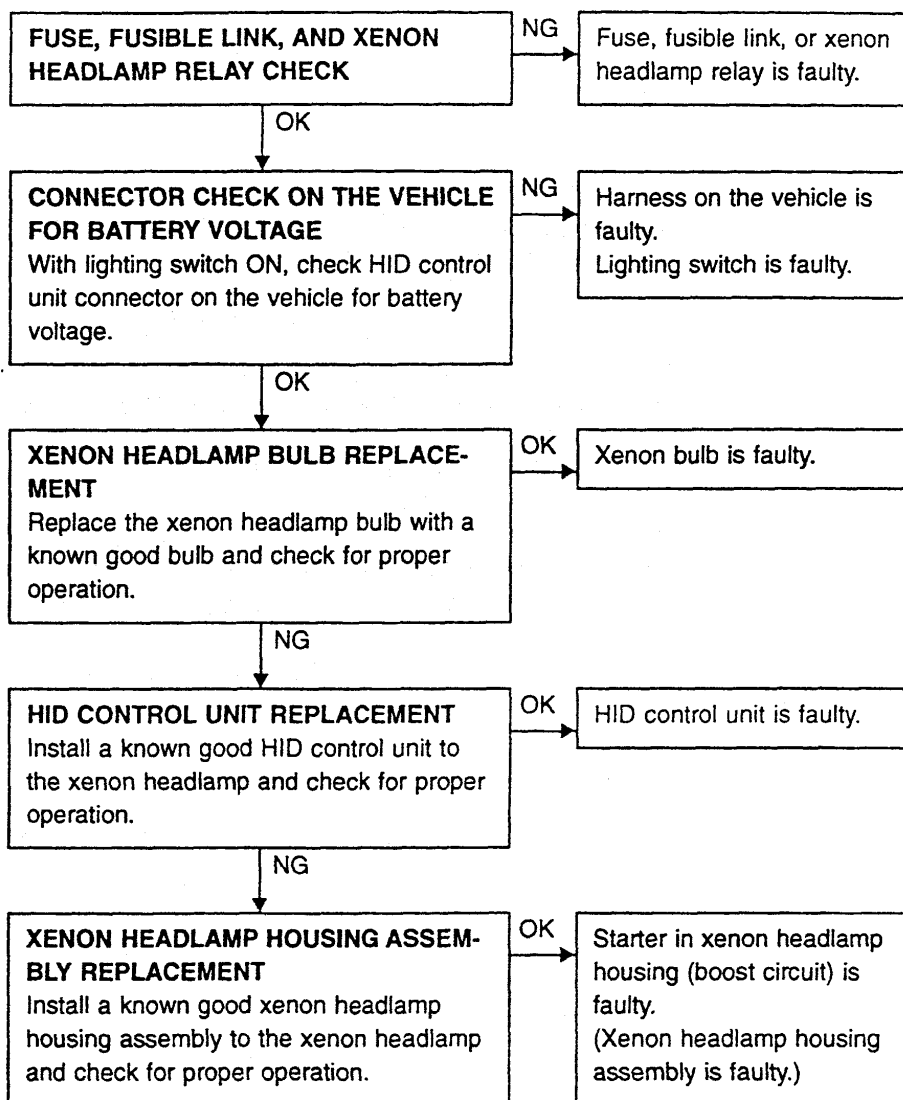 FUSE, FUSIBLE LINK, AND XENON
HEADLAMP RELAY CHECK
NG
Fuse, fusible link, or xenon
headlamp relay is faulty.
OK
CONNECTOR CHECK ON THE VEHICLE
FOR BATTERY VOLTAGE
With lighting switch ON, check HID control
unit connector on the vehicle for battery
voltage.
NG
Harness on the vehicle is
faulty.
Lighting switch is faulty.
OK
XENON HEADLAMP BULB REPLACE-
MENT
Replace the xenon headlamp bulb with a
known good bulb and check for proper
operation.
OK
Xenon bulb is faulty.
NG
HID CONTROL UNIT REPLACEMENT
Install a known good HID control unit to
the xenon headlamp and check for proper
operation.
OK
HID control unit is faulty.
NG
XENON HEADLAMP HOUSING ASSEM-
BLY REPLACEMENT
Install a known good xenon headlamp
housing assembly to the xenon headlamp
and check for proper operation.
OK
Starter in xenon headlamp
housing (boost circuit) is
faulty.
(Xenon headlamp housing
assembly is faulty.)